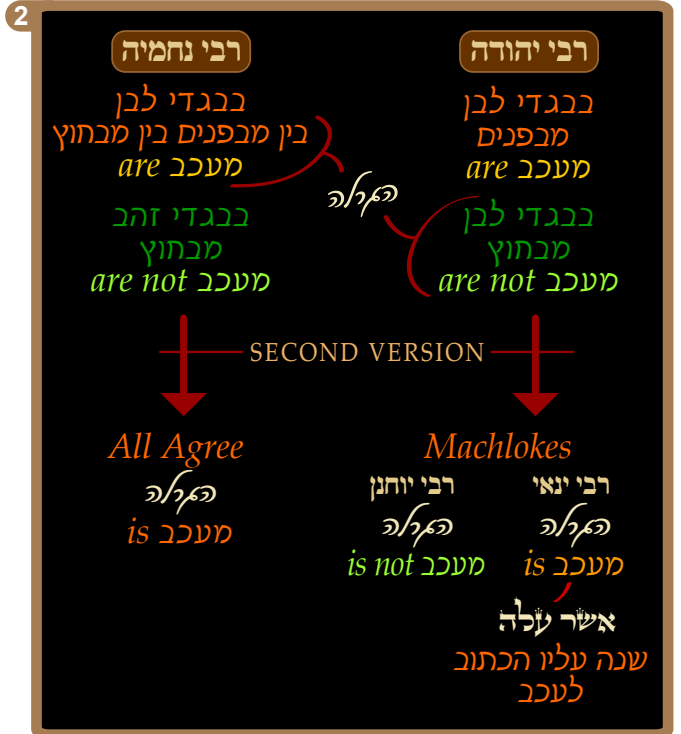 2
רבי יהודה
בבגדי לבן
מבפנים
are מעכב
בבגדי לבן
מבחוץ
are not מעכב
רבי נחמיה
בבגדי לבן
בין מבפנים בין מבחוץ
are מעכב
בבגדי זהב
מבחוץ
are not מעכב
הגרלה
SECOND VERSION
Machlokes
רבי ינאי
הגרלה
is מעכב
אשר עלה
שנה עליו הכתוב
לעכב
רבי יוחנן
הגרלה
is not מעכב
All Agree
הגרלה
is מעכב